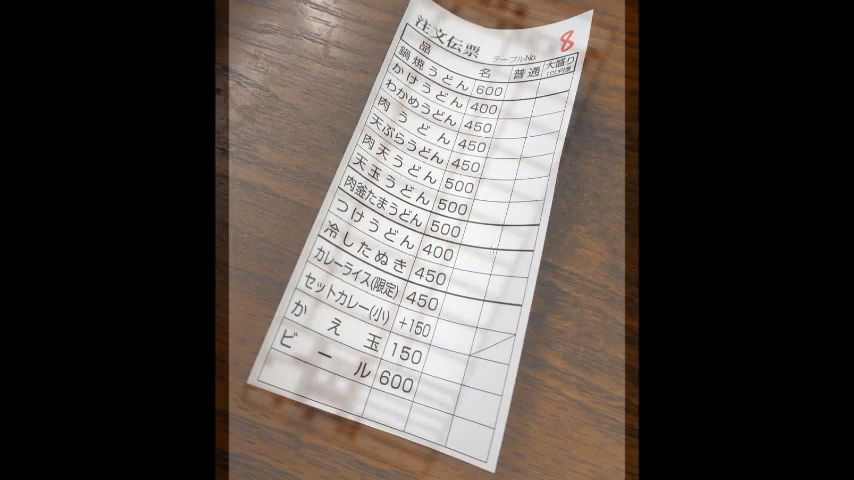 注文伝票 テーブルNo. 8
品名 普通 大盛り
鍋焼うどん 600
かけうどん 400
わかめうどん 450
肉うどん 450
天ぷらうどん 450
肉天うどん 500
天玉うどん 500
肉釜たまうどん 500
つけうどん 400
冷したぬき 450
カレーライス(限定) 450
セットカレー(小) +150
かえ玉 150
ビール 600